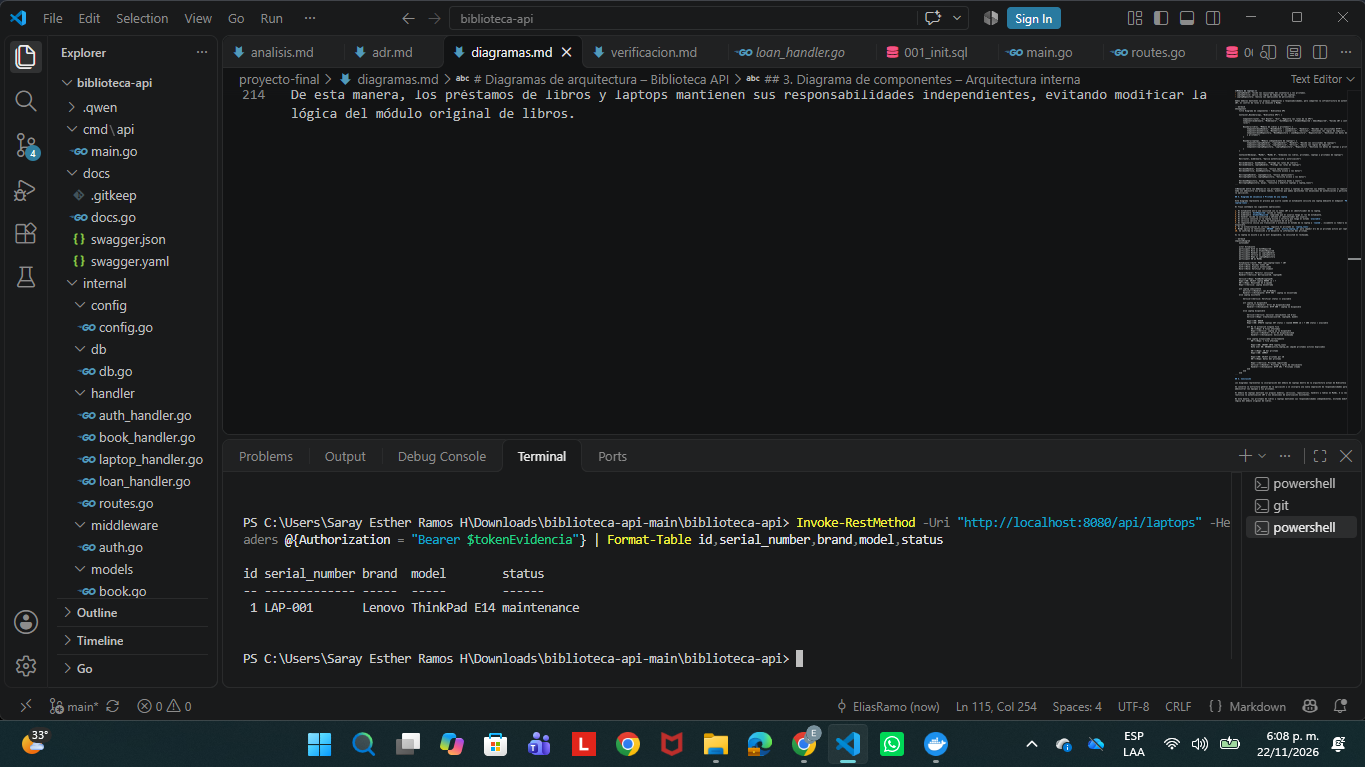 File Edit Selection View Go Run ··· biblioteca-api Sign In
Explorer ···
analisis.md adr.md diagramas.md verificacion.md loan_handler.go 001_init.sql main.go routes.go
proyecto-final > diagramas.md > # Diagramas de arquitectura – Biblioteca API > ## 3. Diagrama de componentes – Arquitectura interna
Text Editor
214 De esta manera, los préstamos de libros y laptops mantienen sus responsabilidades independientes, evitando modificar la
lógica del módulo original de libros.
biblioteca-api
.qwen
cmd \ api
main.go
docs
.gitkeep
docs.go
swagger.json
swagger.yaml
internal
config
config.go
db
db.go
handler
auth_handler.go
book_handler.go
laptop_handler.go
loan_handler.go
routes.go
middleware
auth.go
models
book.go
Outline
Timeline
Go
4
Problems Output Debug Console Terminal Ports
PS C:\Users\Saray Esther Ramos H\Downloads\biblioteca-api-main\biblioteca-api> Invoke-RestMethod -Uri "http://localhost:8080/api/laptops" -He
aders @{Authorization = "Bearer $tokenEvidencia"} | Format-Table id,serial_number,brand,model,status
id serial_number brand model status
-- ------------- ----- ----- ------
1 LAP-001 Lenovo ThinkPad E14 maintenance
PS C:\Users\Saray Esther Ramos H\Downloads\biblioteca-api-main\biblioteca-api>
powershell
git
powershell
main* 0 0 EliasRamo (now) Ln 115, Col 254 Spaces: 4 UTF-8 CRLF {} Markdown
33°
L
E
ESP
LAA
6:08 p. m.
22/11/2026